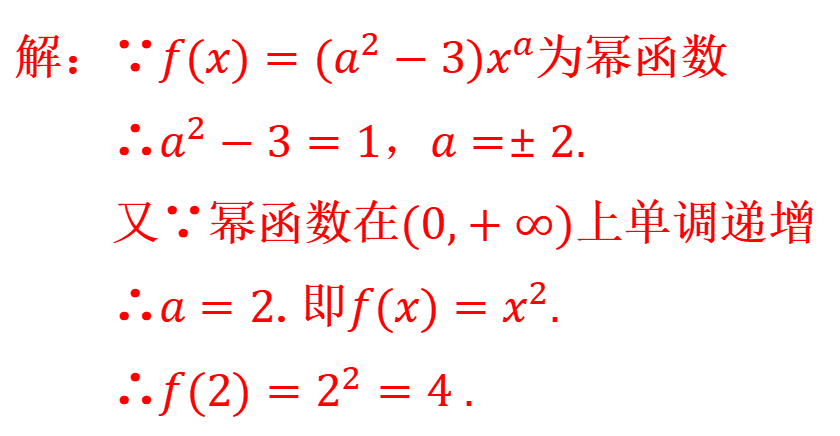 解：∵f(x) = (a² − 3)xᵃ为幂函数
∴a² − 3 = 1，a =± 2.
又∵幂函数在(0, + ∞)上单调递增
∴a = 2. 即f(x) = x².
∴f(2) = 2² = 4 .